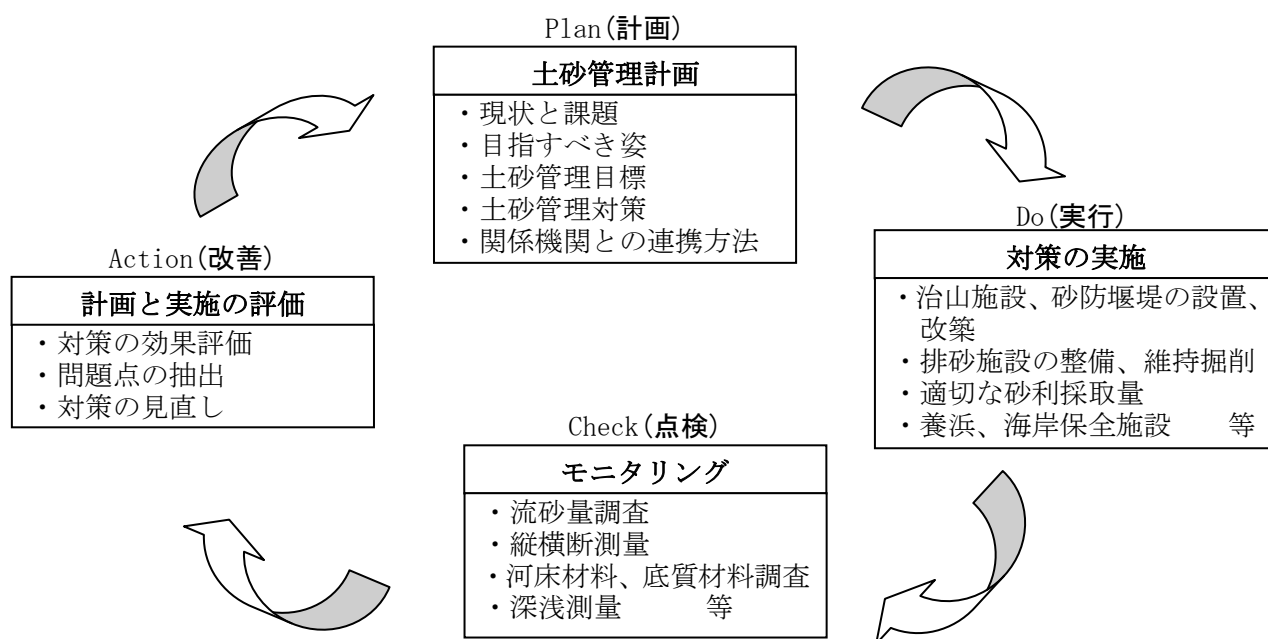 Plan(計画)
土砂管理計画
・現状と課題
・目指すべき姿
・土砂管理目標
・土砂管理対策
・関係機関との連携方法
Do(実行)
対策の実施
・治山施設、砂防堰堤の設置、
改築
・排砂施設の整備、維持掘削
・適切な砂利採取量
・養浜、海岸保全施設　　等
Check(点検)
モニタリング
・流砂量調査
・縦横断測量
・河床材料、底質材料調査
・深浅測量　　　等
Action(改善)
計画と実施の評価
・対策の効果評価
・問題点の抽出
・対策の見直し